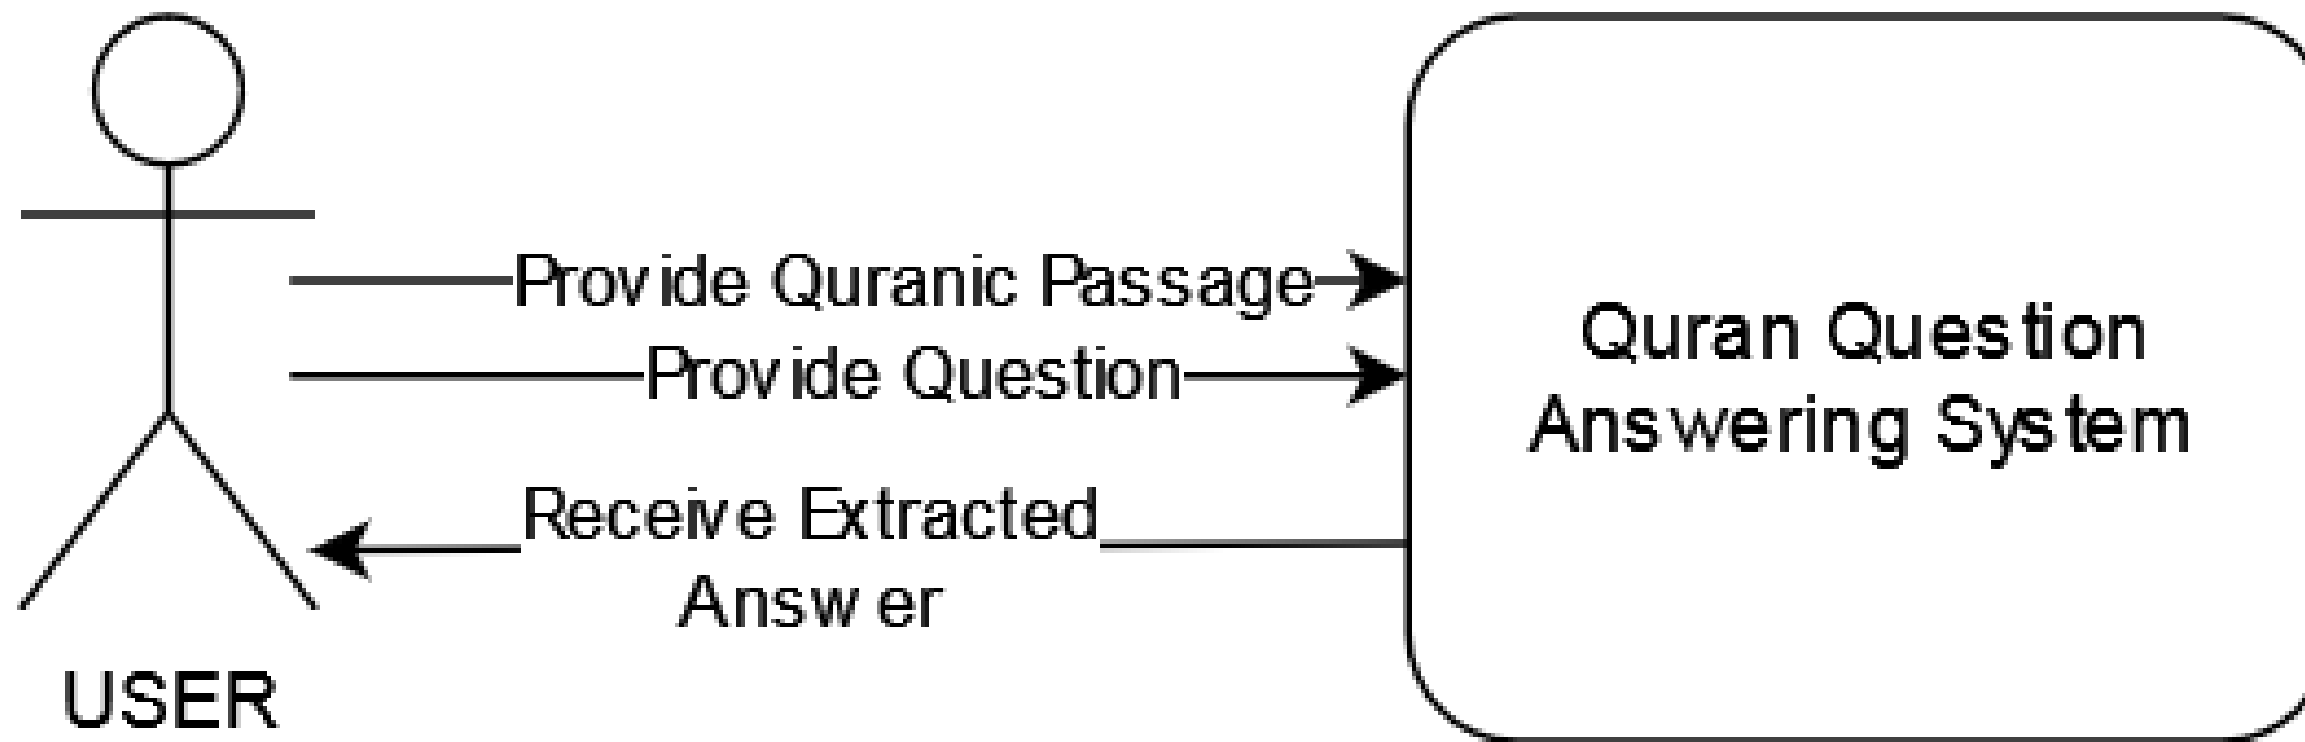 Provide Quranic Passage
Provide Question
Receive Extracted
Answer
USER
Quran Question
Answering System